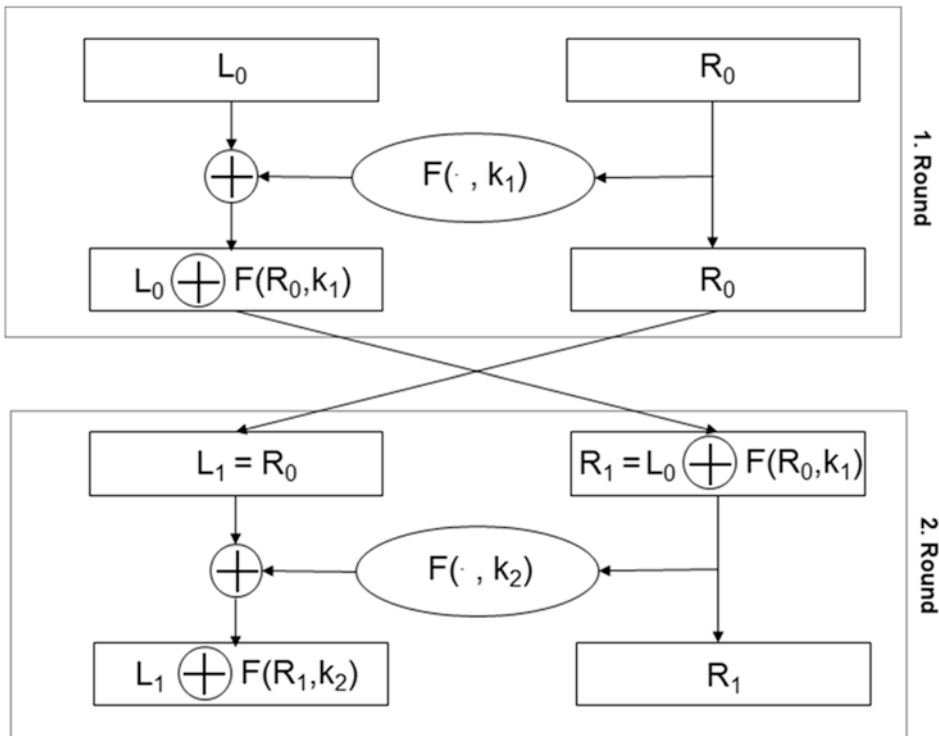 L₀
R₀
F(· , k₁)
L₀ ⊕ F(R₀,k₁)
R₀
1. Round
L₁ = R₀
R₁ = L₀ ⊕ F(R₀,k₁)
F(· , k₂)
L₁ ⊕ F(R₁,k₂)
R₁
2. Round